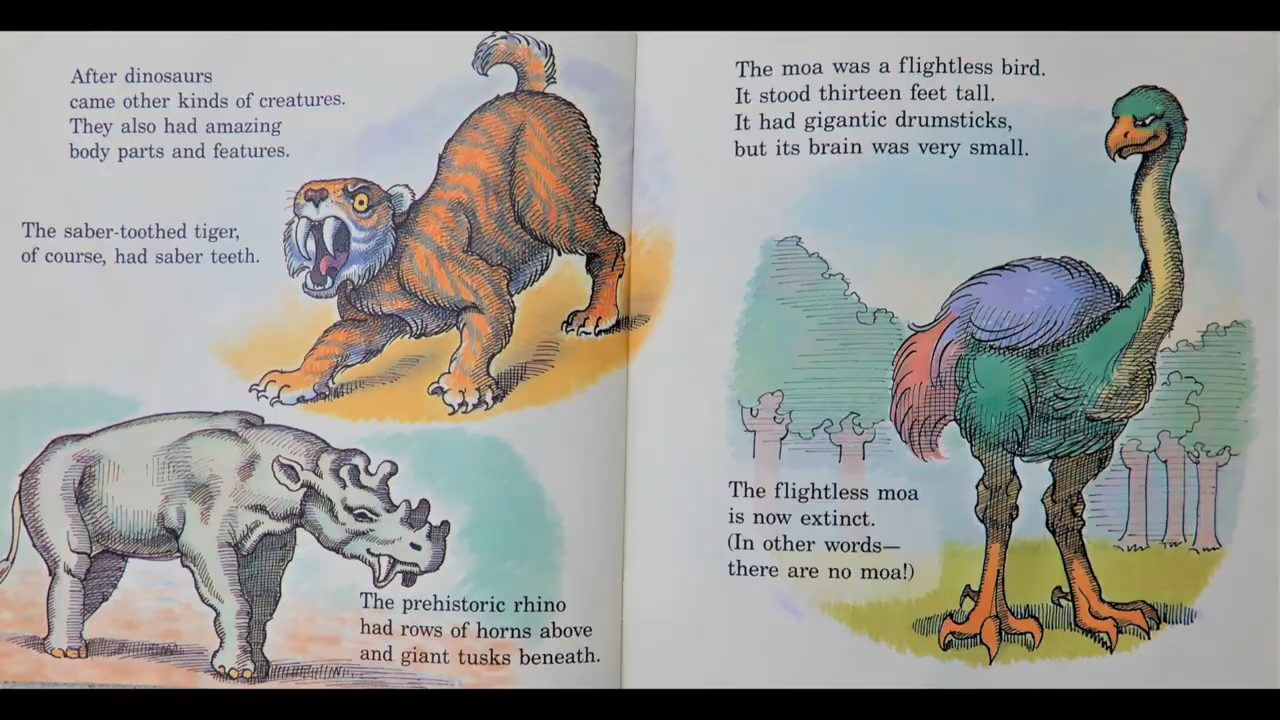 After dinosaurs
came other kinds of creatures.
They also had amazing
body parts and features.
The saber-toothed tiger,
of course, had saber teeth.
The prehistoric rhino
had rows of horns above
and giant tusks beneath.
The moa was a flightless bird.
It stood thirteen feet tall.
It had gigantic drumsticks,
but its brain was very small.
The flightless moa
is now extinct.
(In other words—
there are no moa!)